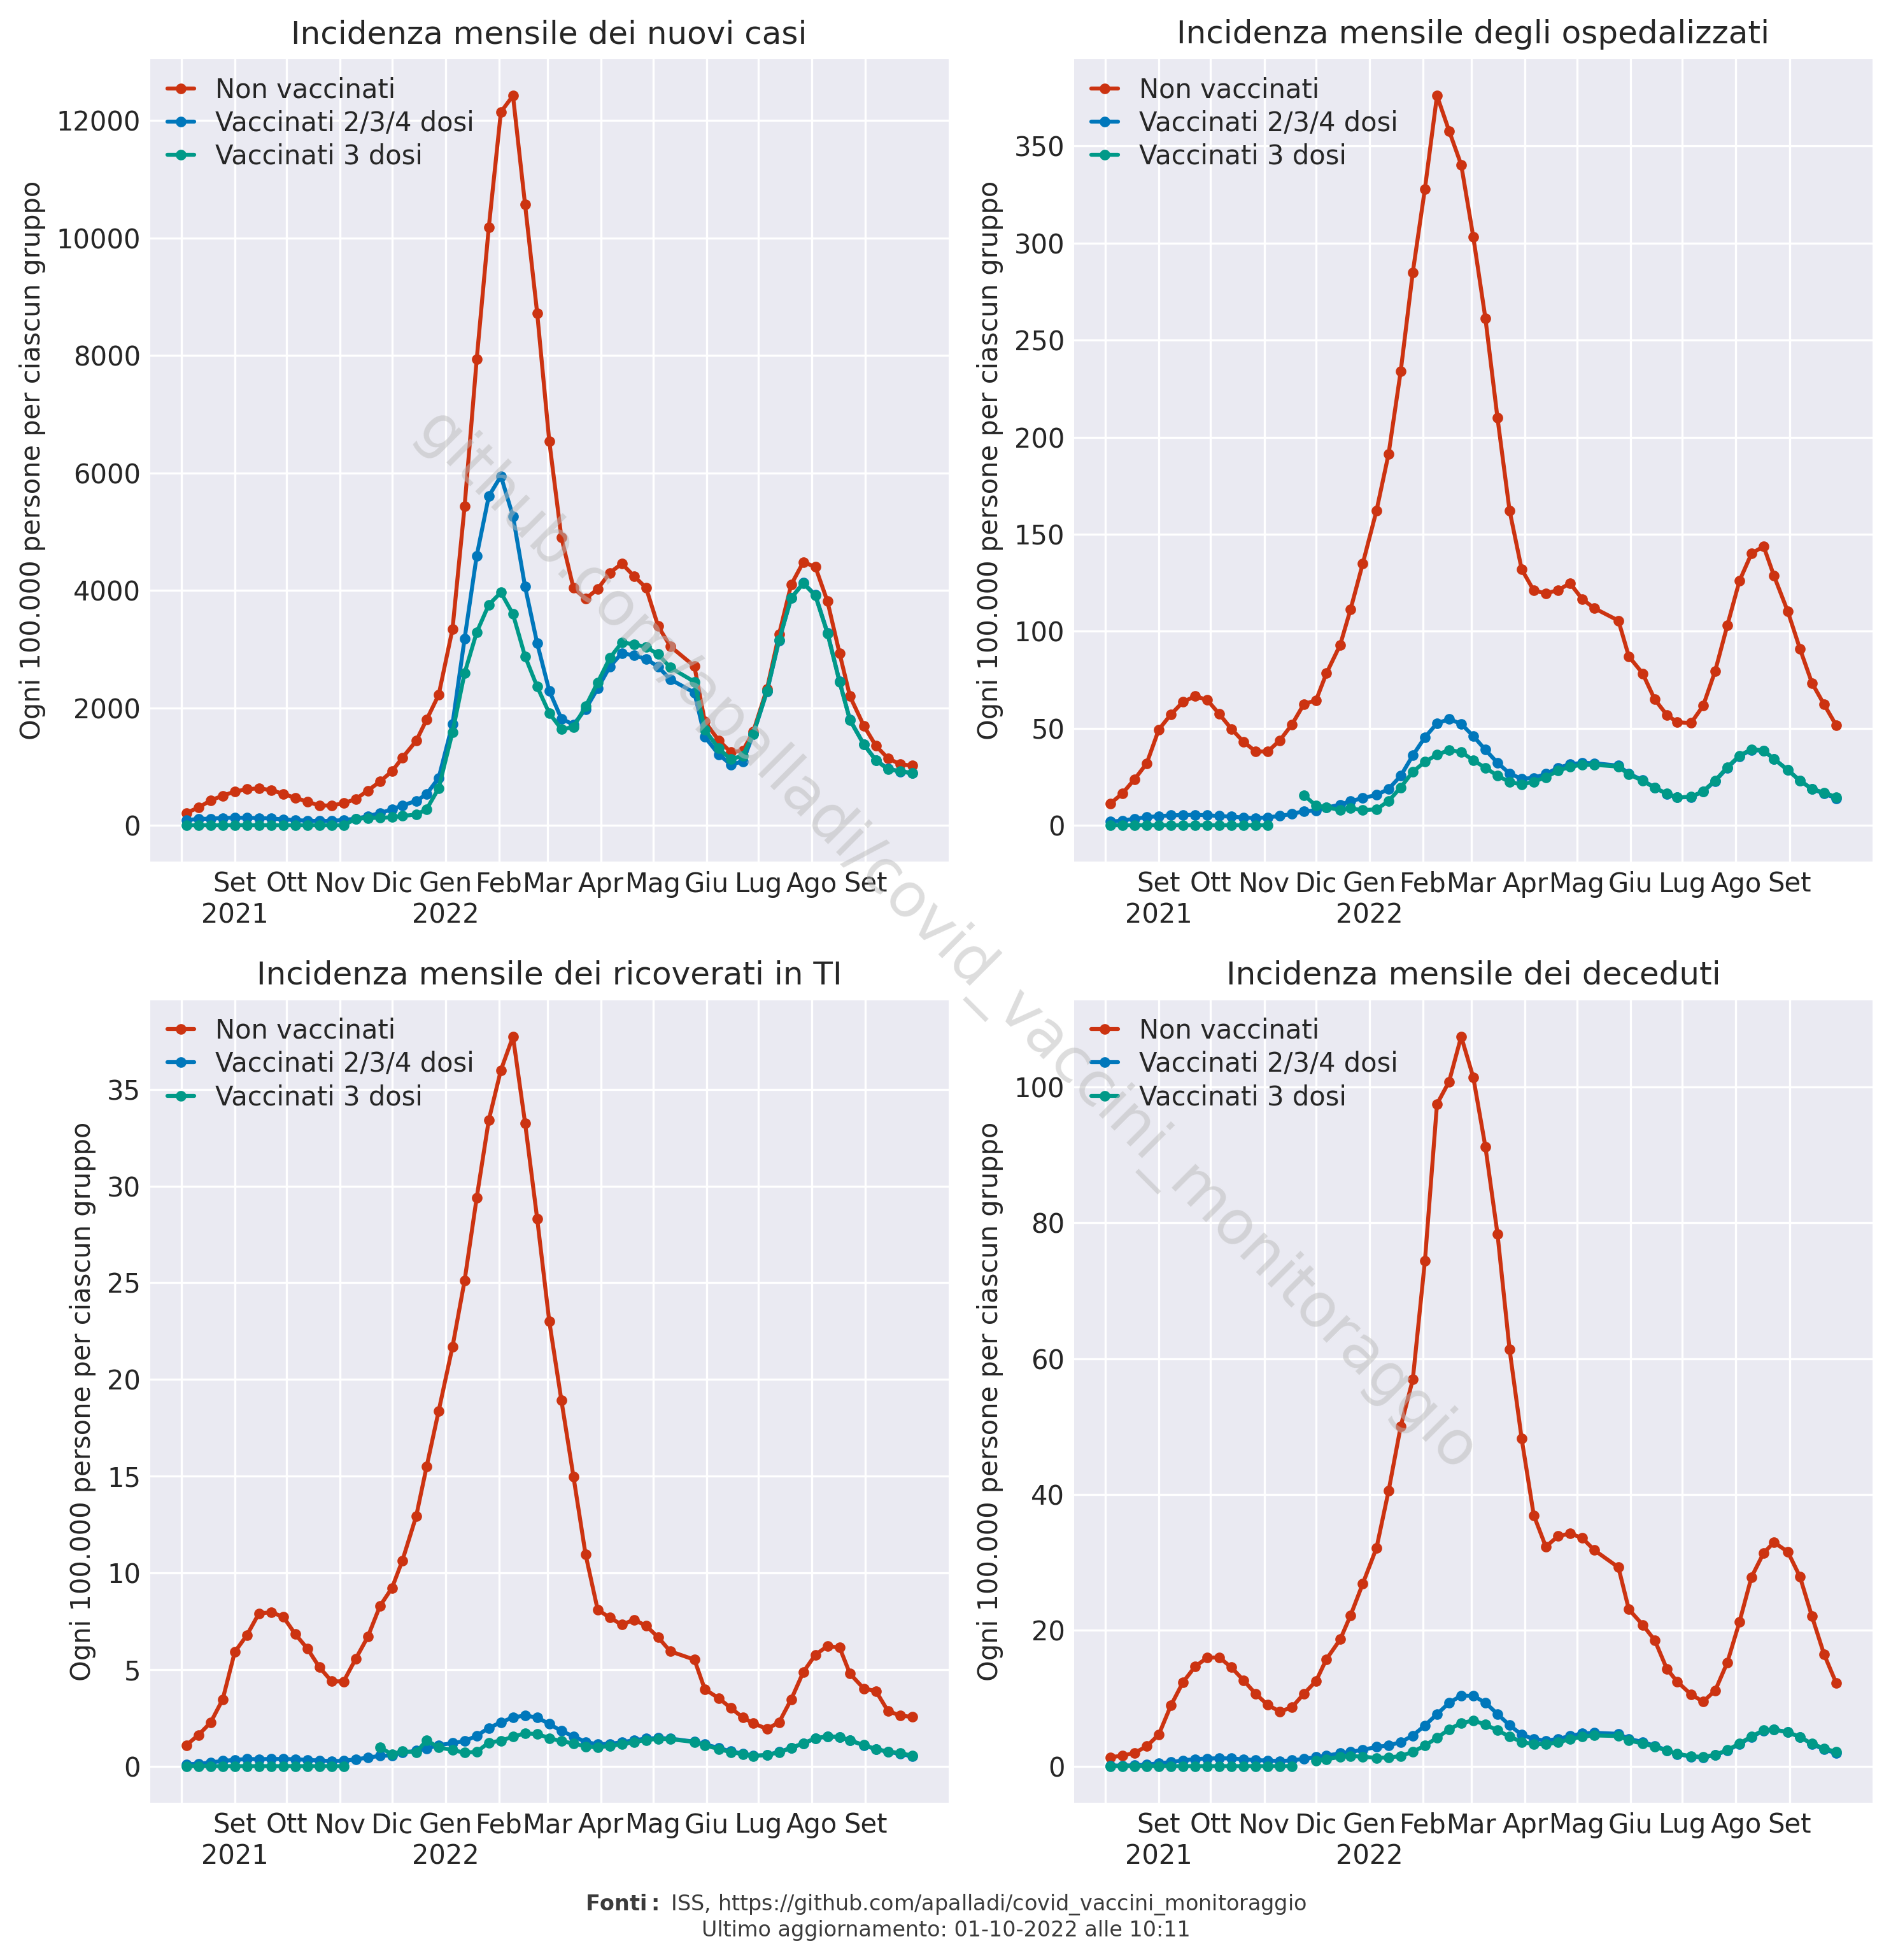 Incidenza mensile dei nuovi casi
Non vaccinati
Vaccinati 2/3/4 dosi
Vaccinati 3 dosi
Ogni 100.000 persone per ciascun gruppo
12000
10000
8000
6000
4000
2000
0
Set Ott Nov Dic Gen Feb Mar Apr Mag Giu Lug Ago Set
2021 2022
Incidenza mensile degli ospedalizzati
Non vaccinati
Vaccinati 2/3/4 dosi
Vaccinati 3 dosi
Ogni 100.000 persone per ciascun gruppo
350
300
250
200
150
100
50
0
Set Ott Nov Dic Gen Feb Mar Apr Mag Giu Lug Ago Set
2021 2022
Incidenza mensile dei ricoverati in TI
Non vaccinati
Vaccinati 2/3/4 dosi
Vaccinati 3 dosi
Ogni 100.000 persone per ciascun gruppo
35
30
25
20
15
10
5
0
Set Ott Nov Dic Gen Feb Mar Apr Mag Giu Lug Ago Set
2021 2022
Incidenza mensile dei deceduti
Non vaccinati
Vaccinati 2/3/4 dosi
Vaccinati 3 dosi
Ogni 100.000 persone per ciascun gruppo
100
80
60
40
20
0
Set Ott Nov Dic Gen Feb Mar Apr Mag Giu Lug Ago Set
2021 2022
github.com/apalladi/covid_vaccini_monitoraggio
Fonti: ISS, https://github.com/apalladi/covid_vaccini_monitoraggio
Ultimo aggiornamento: 01-10-2022 alle 10:11